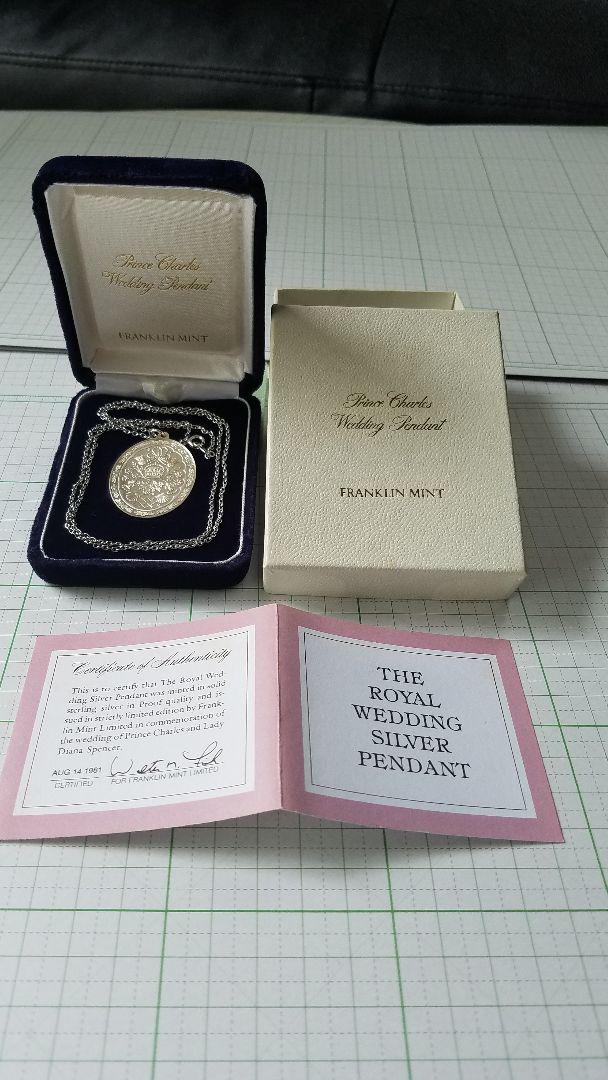 Prince Charles
Wedding Pendant
FRANKLIN MINT
Prince Charles
Wedding Pendant
FRANKLIN MINT
Certificate of Authenticity
This is to certify that The Royal Wed-
ding Silver Pendant was minted in solid
sterling silver in Proof quality and is-
sued in strictly limited edition by Frank-
lin Mint Limited in commemoration of
the wedding of Prince Charles and Lady
Diana Spencer.
AUG 14 1981
CERTIFIED
FOR FRANKLIN MINT LIMITED
THE
ROYAL
WEDDING
SILVER
PENDANT